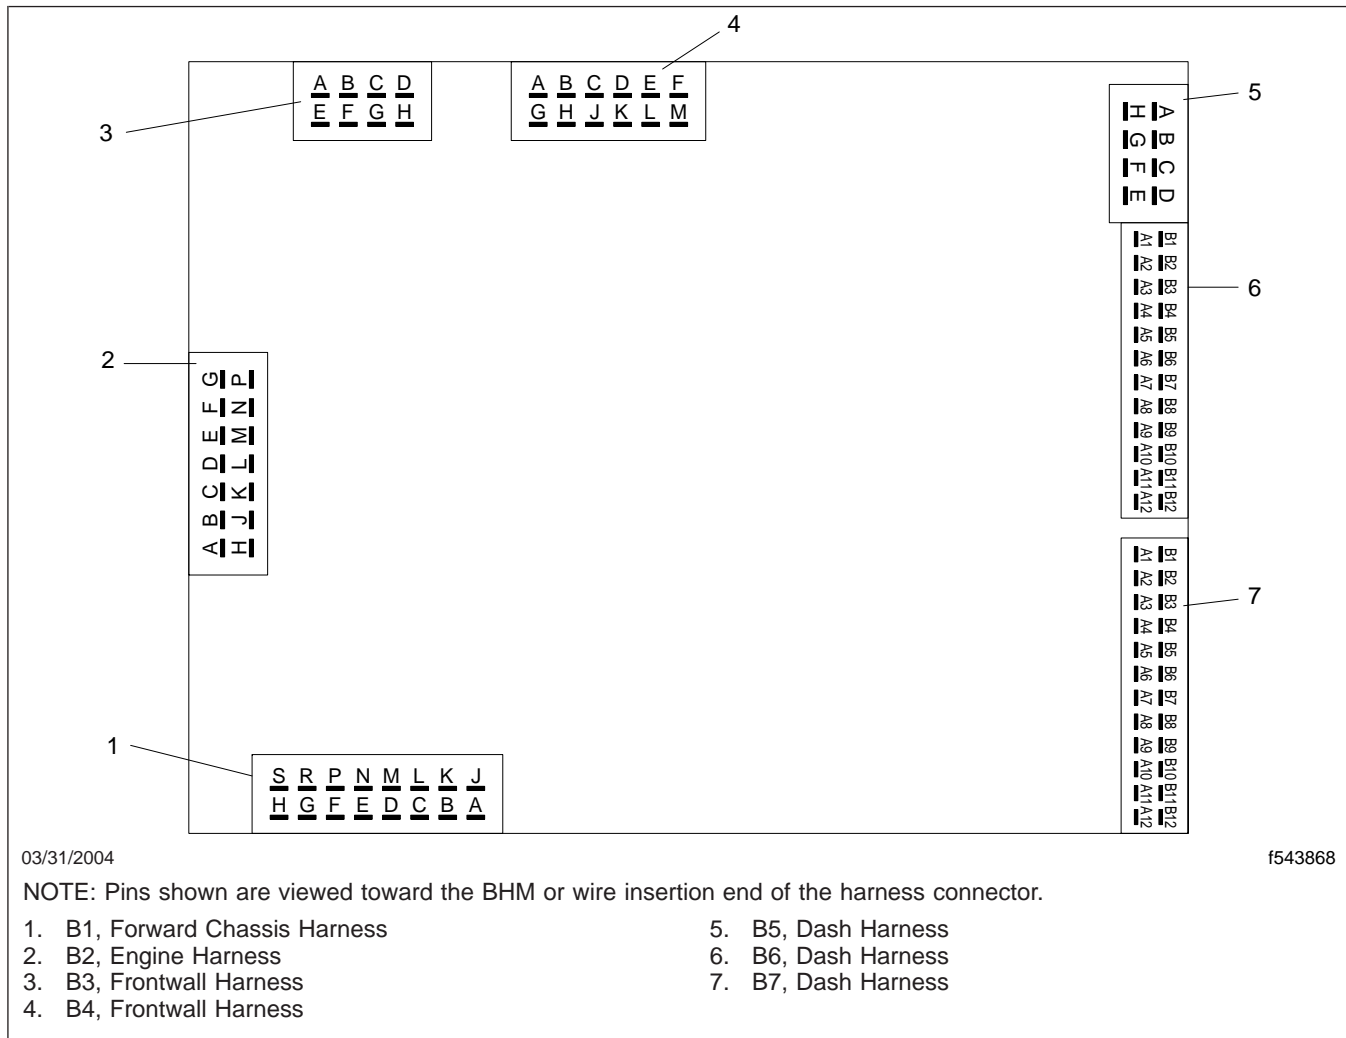 4
A B C D
E F G H
3
A B C D E F
G H J K L M
5
H A
G B
F C
E D
6
A1 B1
A2 B2
A3 B3
A4 B4
A5 B5
A6 B6
A7 B7
A8 B8
A9 B9
A10 B10
A11 B11
A12 B12
2
G P
F N
E M
D L
C K
B J
A H
7
A1 B1
A2 B2
A3 B3
A4 B4
A5 B5
A6 B6
A7 B7
A8 B8
A9 B9
A10 B10
A11 B11
A12 B12
1
S R P N M L K J
H G F E D C B A
03/31/2004
f543868
NOTE: Pins shown are viewed toward the BHM or wire insertion end of the harness connector.
1. B1, Forward Chassis Harness
2. B2, Engine Harness
3. B3, Frontwall Harness
4. B4, Frontwall Harness
5. B5, Dash Harness
6. B6, Dash Harness
7. B7, Dash Harness